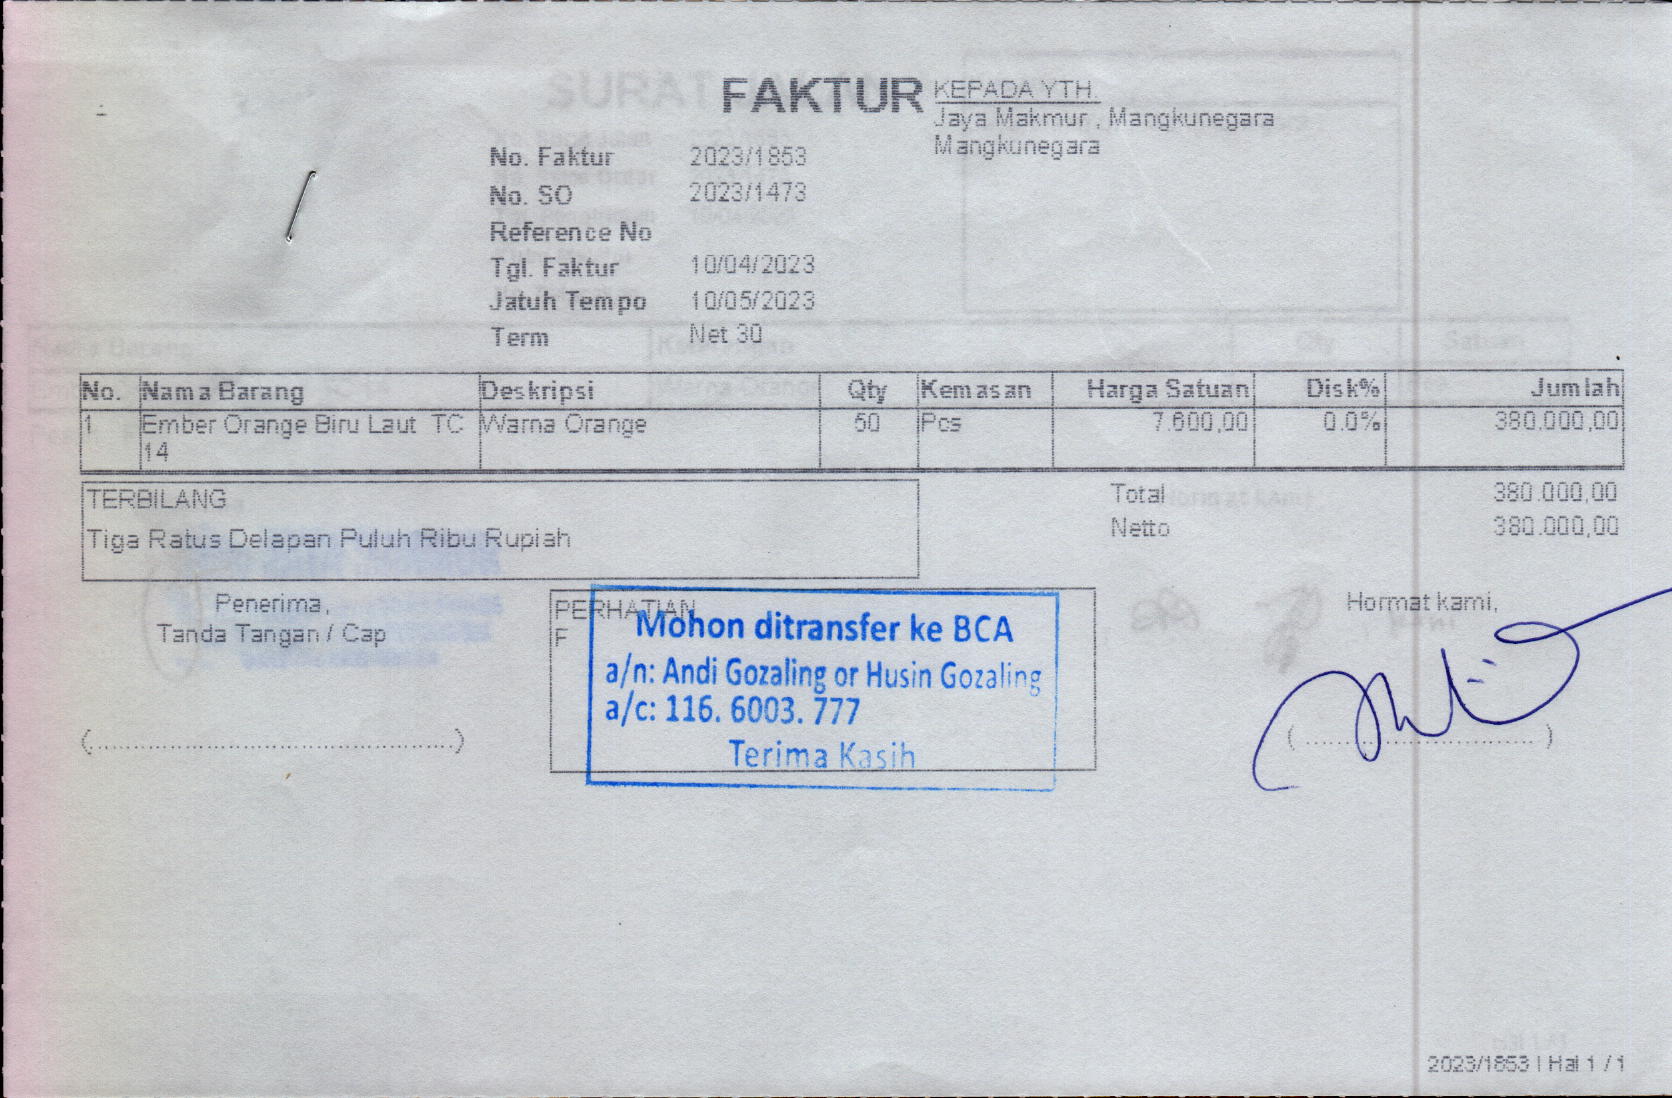 FAKTUR
KEPADA YTH.
Jaya Makmur , Mangkunegara
Mangkunegara
No. Faktur 2023/1853
No. SO 2023/1473
Reference No
Tgl. Faktur 10/04/2023
Jatuh Tempo 10/05/2023
Term Net 30
No. Nama Barang Deskripsi Qty Kemasan Harga Satuan Disk% Jumlah
1 Ember Orange Biru Laut TC Warna Orange 50 Pcs 7.600,00 0.0% 380.000,00
14
TERBILANG
Tiga Ratus Delapan Puluh Ribu Rupiah
Total 380.000,00
Netto 380.000,00
Penerima,
Tanda Tangan / Cap
PERHATIAN
F
Mohon ditransfer ke BCA
a/n: Andi Gozaling or Husin Gozaling
a/c: 116. 6003. 777
Terima Kasih
Hormat kami,
(..................................................)
( ................................ )
2023/1853 | Hal 1 / 1